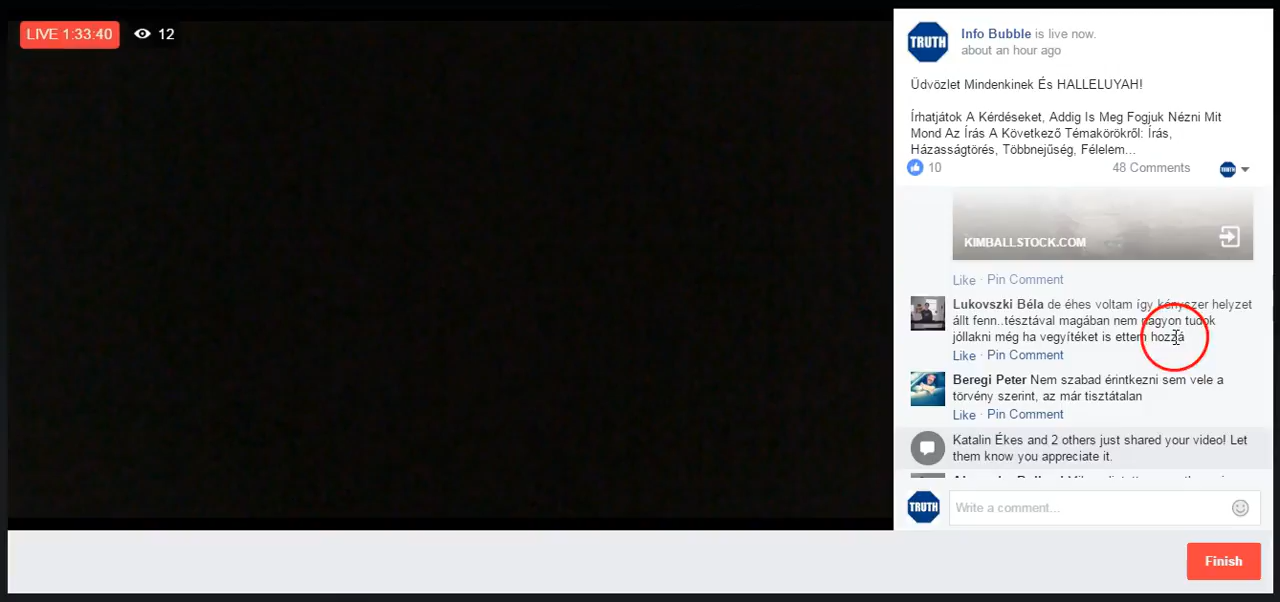 LIVE 1:33:40
12
TRUTH
Info Bubble is live now.
about an hour ago
Üdvözlet Mindenkinek És HALLELUYAH!
Írhatjátok A Kérdéseket, Addig Is Meg Fogjuk Nézni Mit
Mond Az Írás A Következő Témakörökről: Írás,
Házasságtörés, Többnejűség, Félelem...
10
48 Comments
TRUTH
KIMBALLSTOCK.COM
Like · Pin Comment
Lukovszki Béla de éhes voltam így kényszer helyzet
állt fenn..tésztával magában nem nagyon tudok
jóllakni még ha vegyítéket is ettem hozzá
Like · Pin Comment
Beregi Peter Nem szabad érintkezni sem vele a
törvény szerint, az már tisztátalan
Like · Pin Comment
Katalin Ékes and 2 others just shared your video! Let
them know you appreciate it.
TRUTH
Write a comment...
Finish